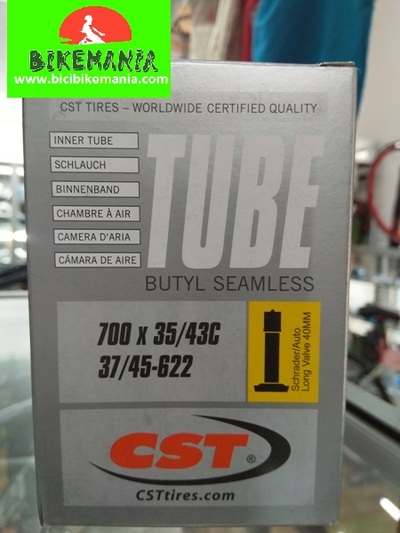 BIKEMANIA
www.bicibikemania.com
CST TIRES – WORLDWIDE CERTIFIED QUALITY
INNER TUBE
SCHLAUCH
BINNENBAND
CHAMBRE À AIR
CAMERA D'ARIA
CÁMARA DE AIRE
TUBE
BUTYL SEAMLESS
700 x 35/43C
37/45-622
Schrader/Auto
Long Valve 40MM
CST®
CSTtires.com